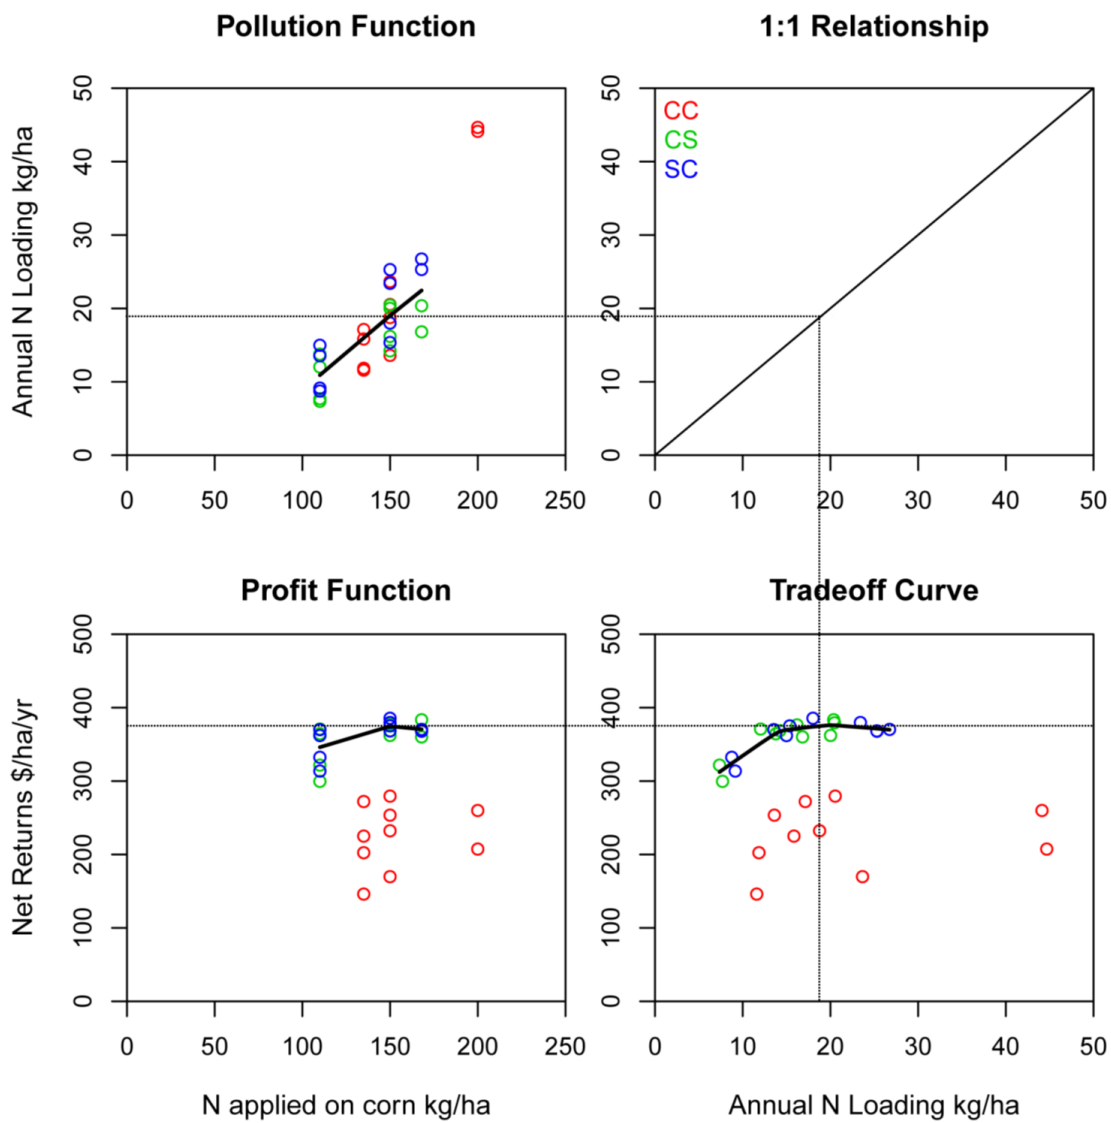 Pollution Function
1:1 Relationship
Annual N Loading kg/ha
50
40
30
20
10
0
0 50 100 150 200 250
50
40
30
20
10
0
CC
CS
SC
0 10 20 30 40 50
Profit Function
Tradeoff Curve
Net Returns $/ha/yr
500
400
300
200
100
0
0 50 100 150 200 250
N applied on corn kg/ha
500
400
300
200
100
0
0 10 20 30 40 50
Annual N Loading kg/ha